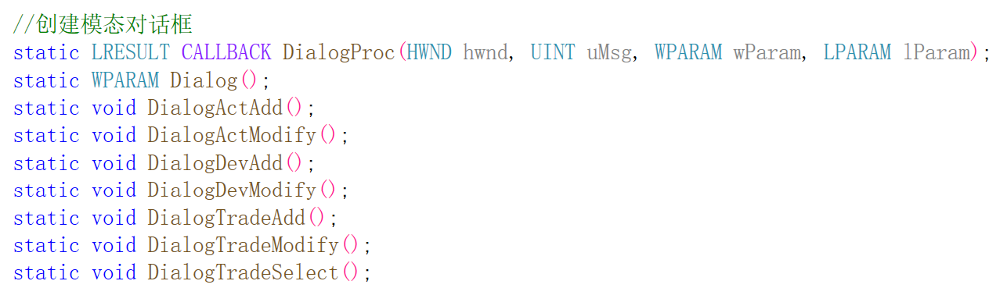 //创建模态对话框
static LRESULT CALLBACK DialogProc(HWND hwnd, UINT uMsg, WPARAM wParam, LPARAM lParam);
static WPARAM Dialog();
static void DialogActAdd();
static void DialogActModify();
static void DialogDevAdd();
static void DialogDevModify();
static void DialogTradeAdd();
static void DialogTradeModify();
static void DialogTradeSelect();